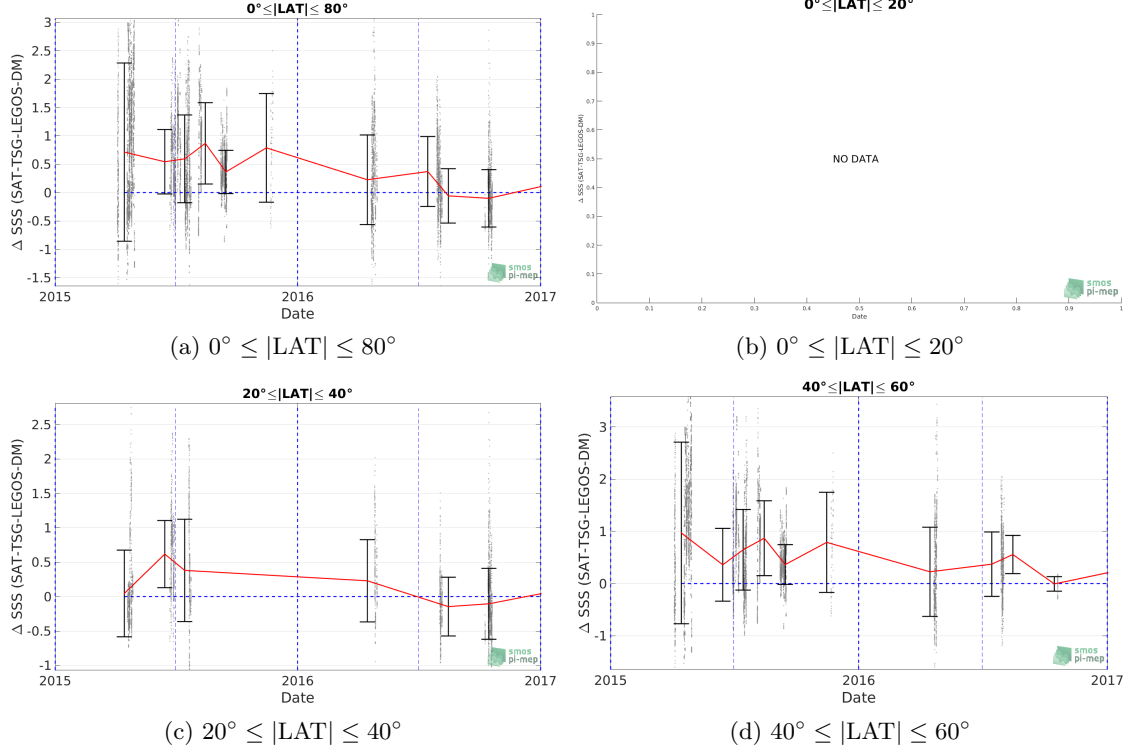 0°≤|LAT|≤ 80°
3
2.5
2
1.5
1
0.5
0
-0.5
-1
-1.5
Δ SSS (SAT-TSG-LEGOS-DM)
2015
2016
2017
Date
smos
pi-mep
(a) 0° ≤ |LAT| ≤ 80°
0°≤|LAT|≤ 20°
1
0.9
0.8
0.7
0.6
0.5
0.4
0.3
0.2
0.1
0
Δ SSS (SAT-TSG-LEGOS-DM)
NO DATA
0
0.1
0.2
0.3
0.4
0.5
0.6
0.7
0.8
0.9
1
Date
smos
pi-mep
(b) 0° ≤ |LAT| ≤ 20°
20°≤|LAT|≤ 40°
2.5
2
1.5
1
0.5
0
-0.5
-1
Δ SSS (SAT-TSG-LEGOS-DM)
2015
2016
2017
Date
smos
pi-mep
(c) 20° ≤ |LAT| ≤ 40°
40°≤|LAT|≤ 60°
3
2
1
0
-1
Δ SSS (SAT-TSG-LEGOS-DM)
2015
2016
2017
Date
smos
pi-mep
(d) 40° ≤ |LAT| ≤ 60°